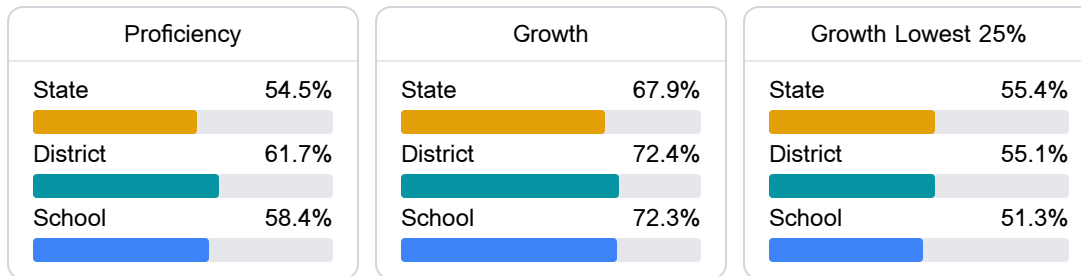 Proficiency
State 54.5%
District 61.7%
School 58.4%
Growth
State 67.9%
District 72.4%
School 72.3%
Growth Lowest 25%
State 55.4%
District 55.1%
School 51.3%